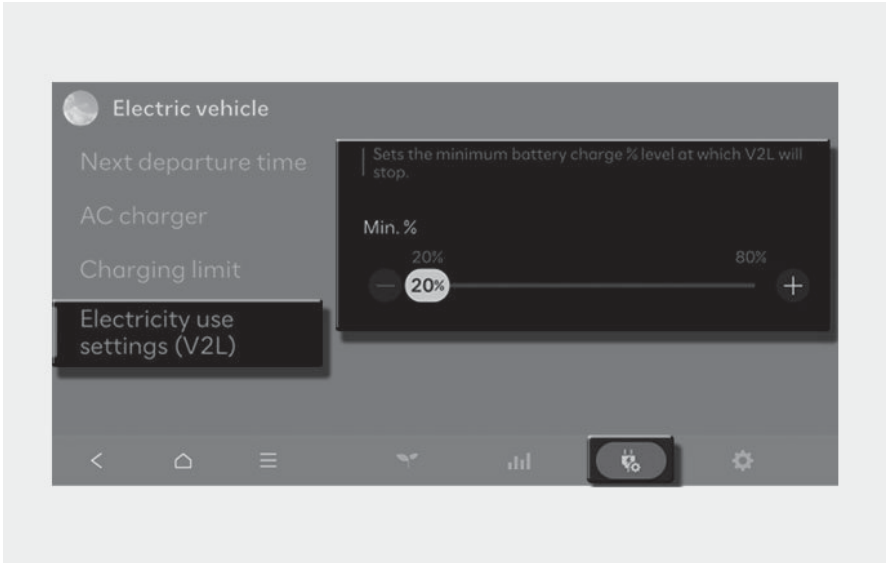 Electric vehicle
Next departure time
AC charger
Charging limit
Electricity use
settings (V2L)
Sets the minimum battery charge % level at which V2L will
stop.
Min. %
20%
80%
20%